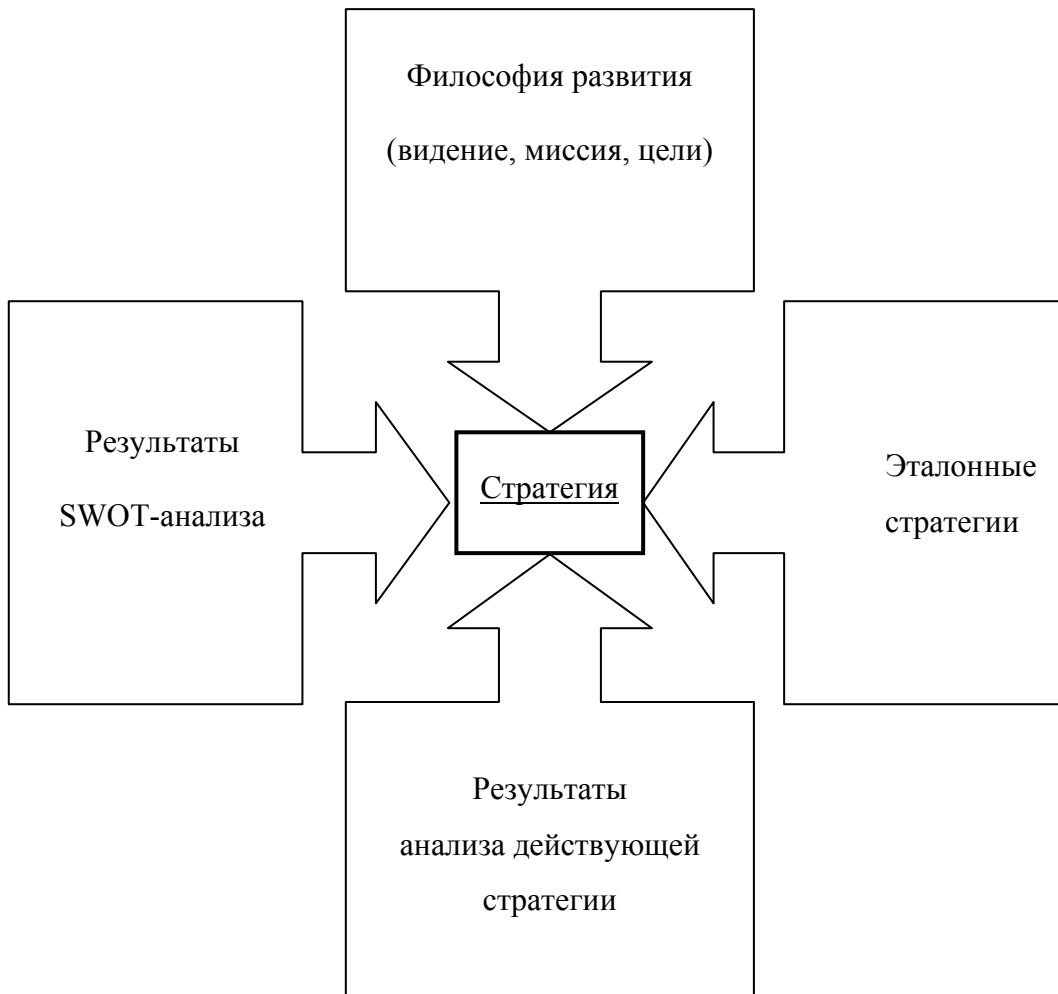 Философия развития
(видение, миссия, цели)
Результаты
SWOT-анализа
Стратегия
Эталонные
стратегии
Результаты
анализа действующей
стратегии